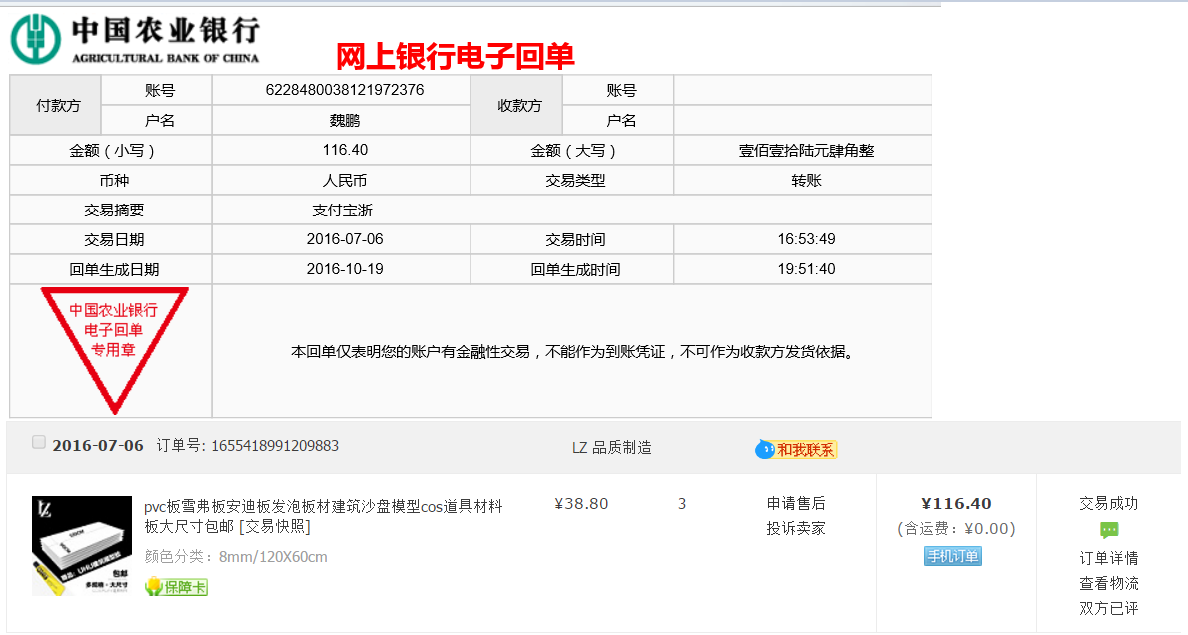 中国农业银行
AGRICULTURAL BANK OF CHINA
网上银行电子回单
付款方 账号 6228480038121972376 收款方 账号
户名 魏鹏 户名
金额（小写） 116.40 金额（大写） 壹佰壹拾陆元肆角整
币种 人民币 交易类型 转账
交易摘要 支付宝浙
交易日期 2016-07-06 交易时间 16:53:49
回单生成日期 2016-10-19 回单生成时间 19:51:40
中国农业银行
电子回单
专用章
本回单仅表明您的账户有金融性交易，不能作为到账凭证，不可作为收款方发货依据。
2016-07-06 订单号: 1655418991209883 LZ 品质制造 和我联系
pvc板雪弗板安迪板发泡板材建筑沙盘模型cos道具材料 ¥38.80 3 申请售后 ¥116.40 交易成功
板大尺寸包邮 [交易快照] 投诉卖家 (含运费：¥0.00)
颜色分类：8mm/120X60cm 手机订单 订单详情
保障卡 查看物流
双方已评
LZ
包邮